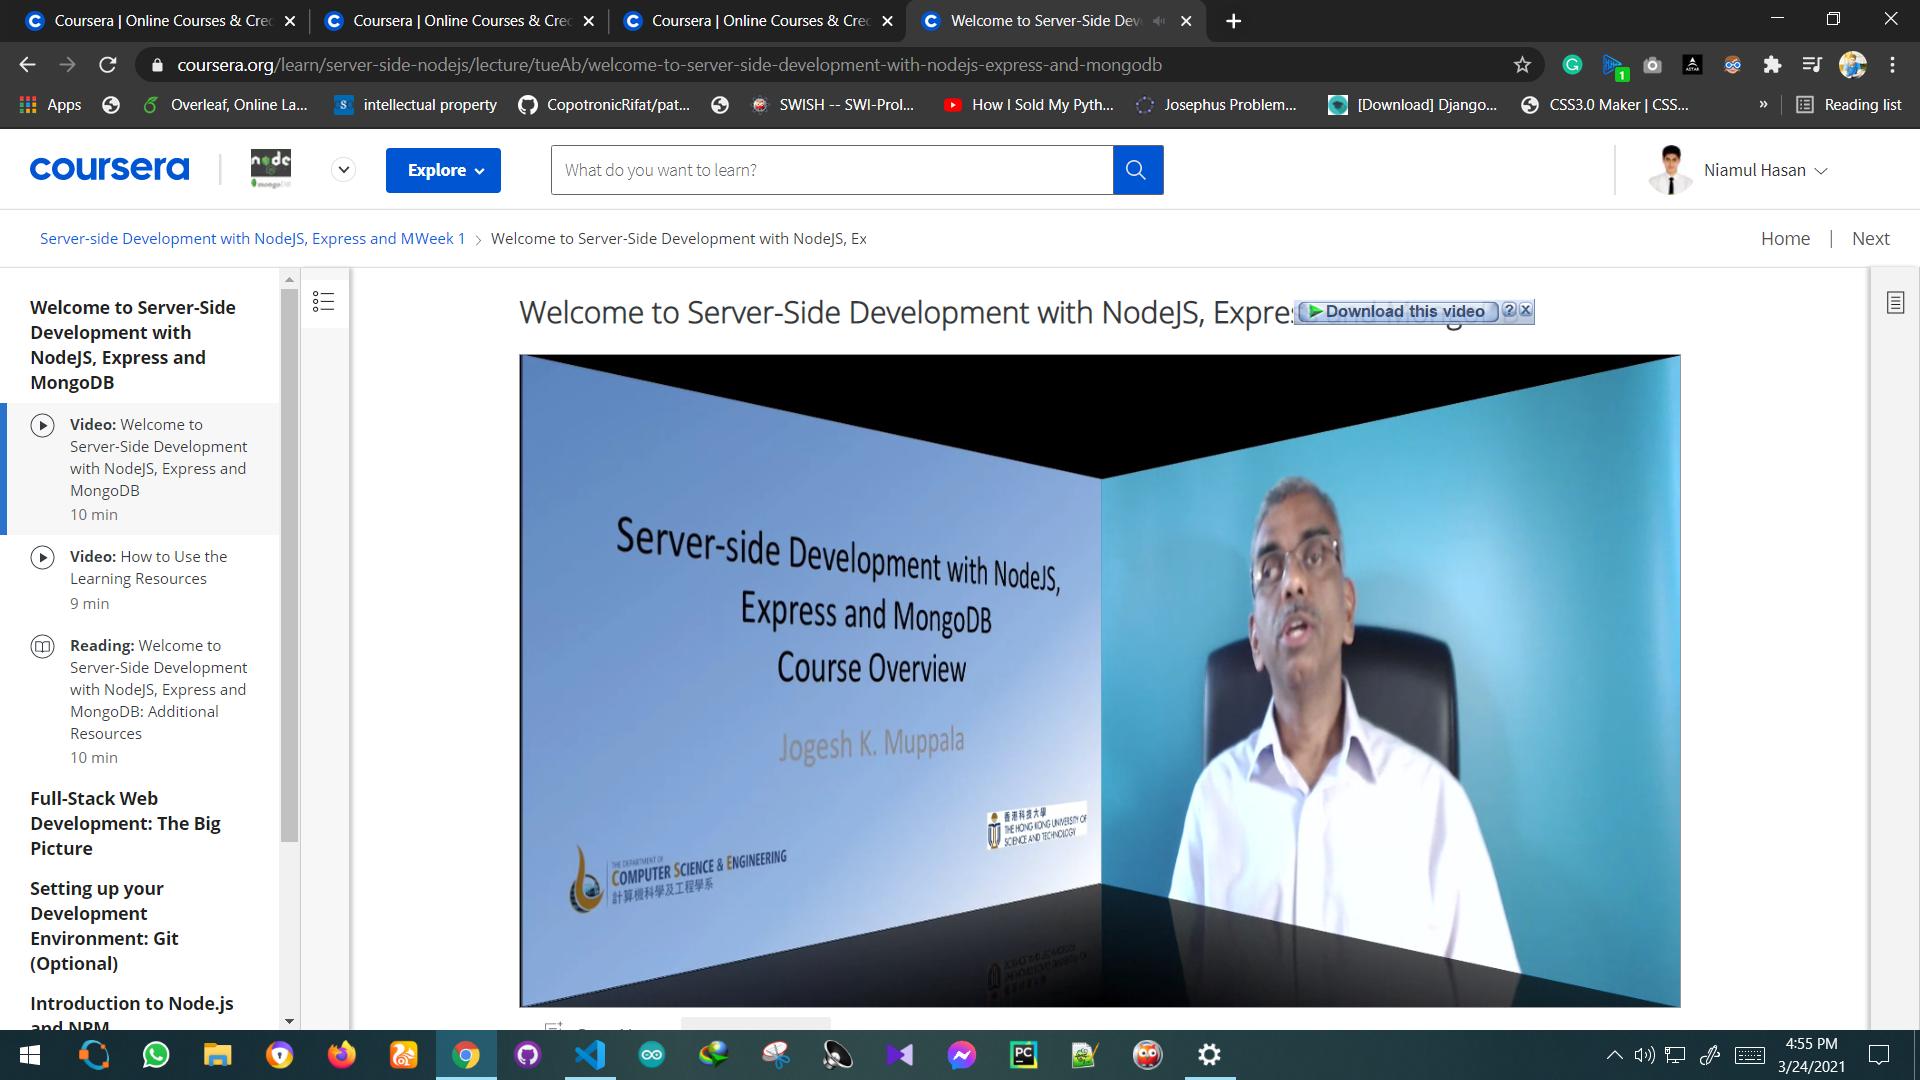 Coursera | Online Courses & Cre
Coursera | Online Courses & Cre
Coursera | Online Courses & Cre
Welcome to Server-Side Dev
coursera.org/learn/server-side-nodejs/lecture/tueAb/welcome-to-server-side-development-with-nodejs-express-and-mongodb
1
Apps
Overleaf, Online La...
intellectual property
CopotronicRifat/pat...
SWISH -- SWI-Prol...
How I Sold My Pyth...
Josephus Problem...
[Download] Django...
CSS3.0 Maker | CSS...
»
Reading list
coursera
node
mongoDB
Explore
What do you want to learn?
Niamul Hasan
Server-side Development with NodeJS, Express and M
Week 1
Welcome to Server-Side Development with NodeJS, Ex
Home | Next
Welcome to Server-Side
Development with
NodeJS, Express and
MongoDB
Video: Welcome to
Server-Side Development
with NodeJS, Express and
MongoDB
10 min
Video: How to Use the
Learning Resources
9 min
Reading: Welcome to
Server-Side Development
with NodeJS, Express and
MongoDB: Additional
Resources
10 min
Full-Stack Web
Development: The Big
Picture
Setting up your
Development
Environment: Git
(Optional)
Introduction to Node.js
and NPM
Welcome to Server-Side Development with NodeJS, Expres
Download this video
Server-side Development with NodeJS,
Express and MongoDB
Course Overview
Jogesh K. Muppala
香港科技大學
THE HONG KONG UNIVERSITY OF
SCIENCE AND TECHNOLOGY
THE DEPARTMENT OF
COMPUTER SCIENCE & ENGINEERING
計算機科學及工程學系
4:55 PM
3/24/2021